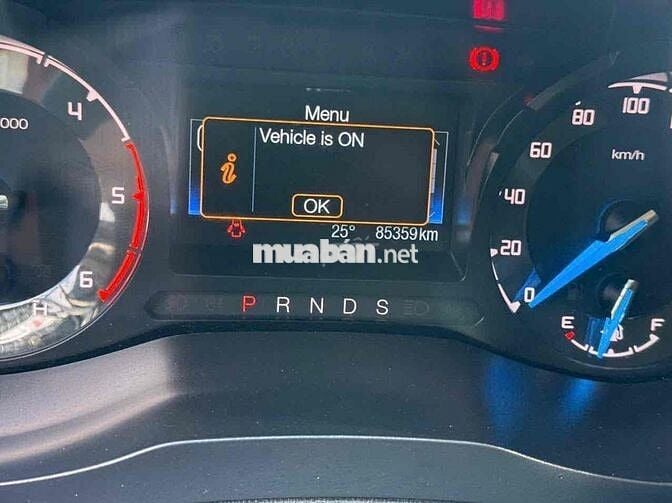 Menu
Vehicle is ON
OK
25° 85359km
muaban.net
P R N D S
4
5
6
H
000
0
20
40
60
80
100
km/h
E F